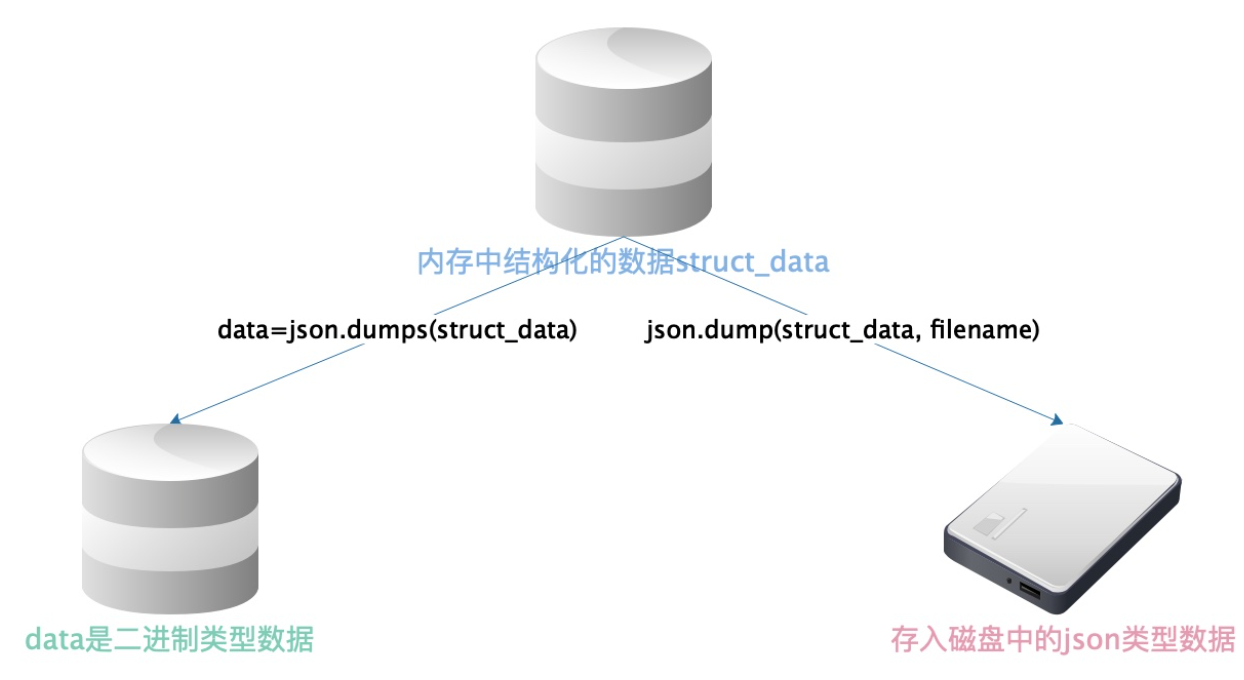 内存中结构化的数据struct_data
data=json.dumps(struct_data)
json.dump(struct_data, filename)
data是二进制类型数据
存入磁盘中的json类型数据